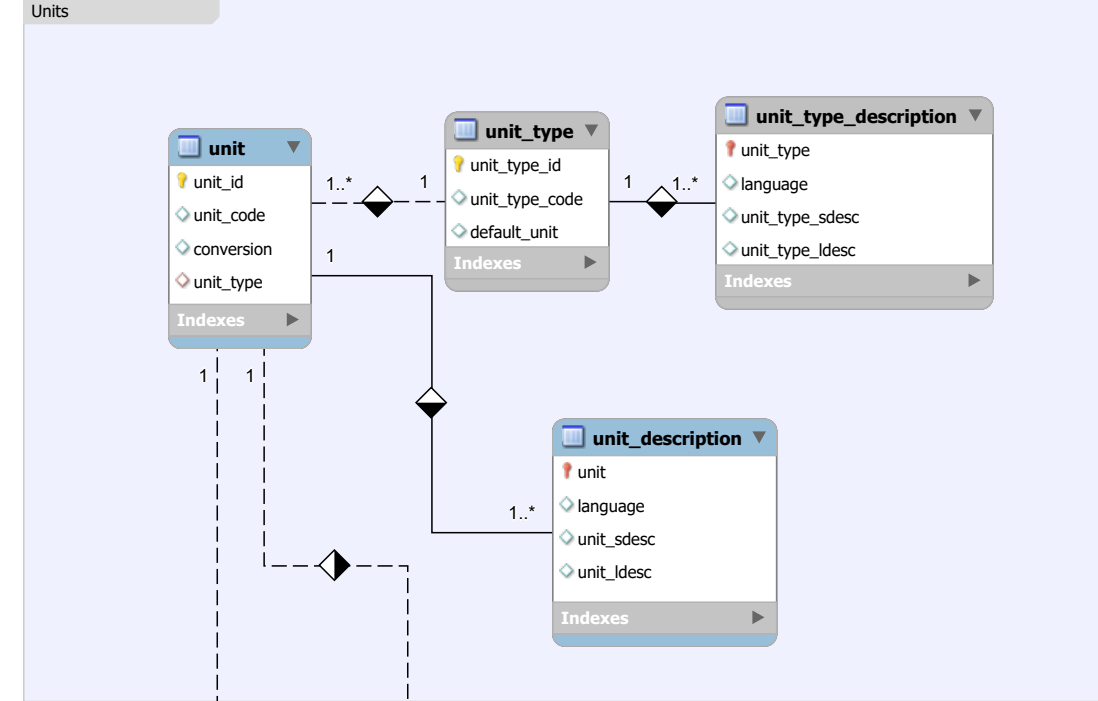 Units
unit
unit_id
unit_code
conversion
unit_type
Indexes
1..*
1
unit_type
unit_type_id
unit_type_code
default_unit
Indexes
1
1..*
unit_type_description
unit_type
language
unit_type_sdesc
unit_type_ldesc
Indexes
1
1
1
1..*
unit_description
unit
language
unit_sdesc
unit_ldesc
Indexes